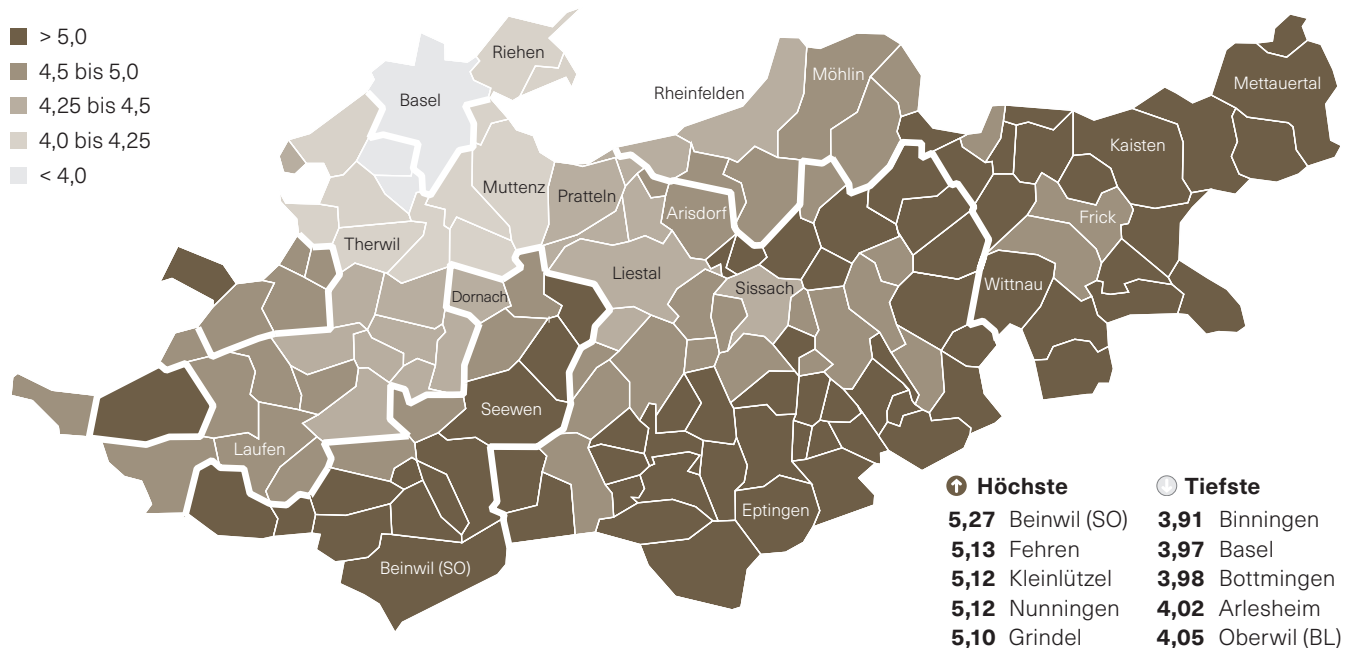 > 5,0
4,5 bis 5,0
4,25 bis 4,5
4,0 bis 4,25
< 4,0
Riehen
Basel
Rheinfelden
Möhlin
Mettauertal
Kaisten
Muttenz
Pratteln
Arisdorf
Frick
Therwil
Liestal
Sissach
Wittnau
Dornach
Seewen
Laufen
Eptingen
Beinwil (SO)
Höchste
5,27 Beinwil (SO)
5,13 Fehren
5,12 Kleinlützel
5,12 Nunningen
5,10 Grindel
Tiefste
3,91 Binningen
3,97 Basel
3,98 Bottmingen
4,02 Arlesheim
4,05 Oberwil (BL)